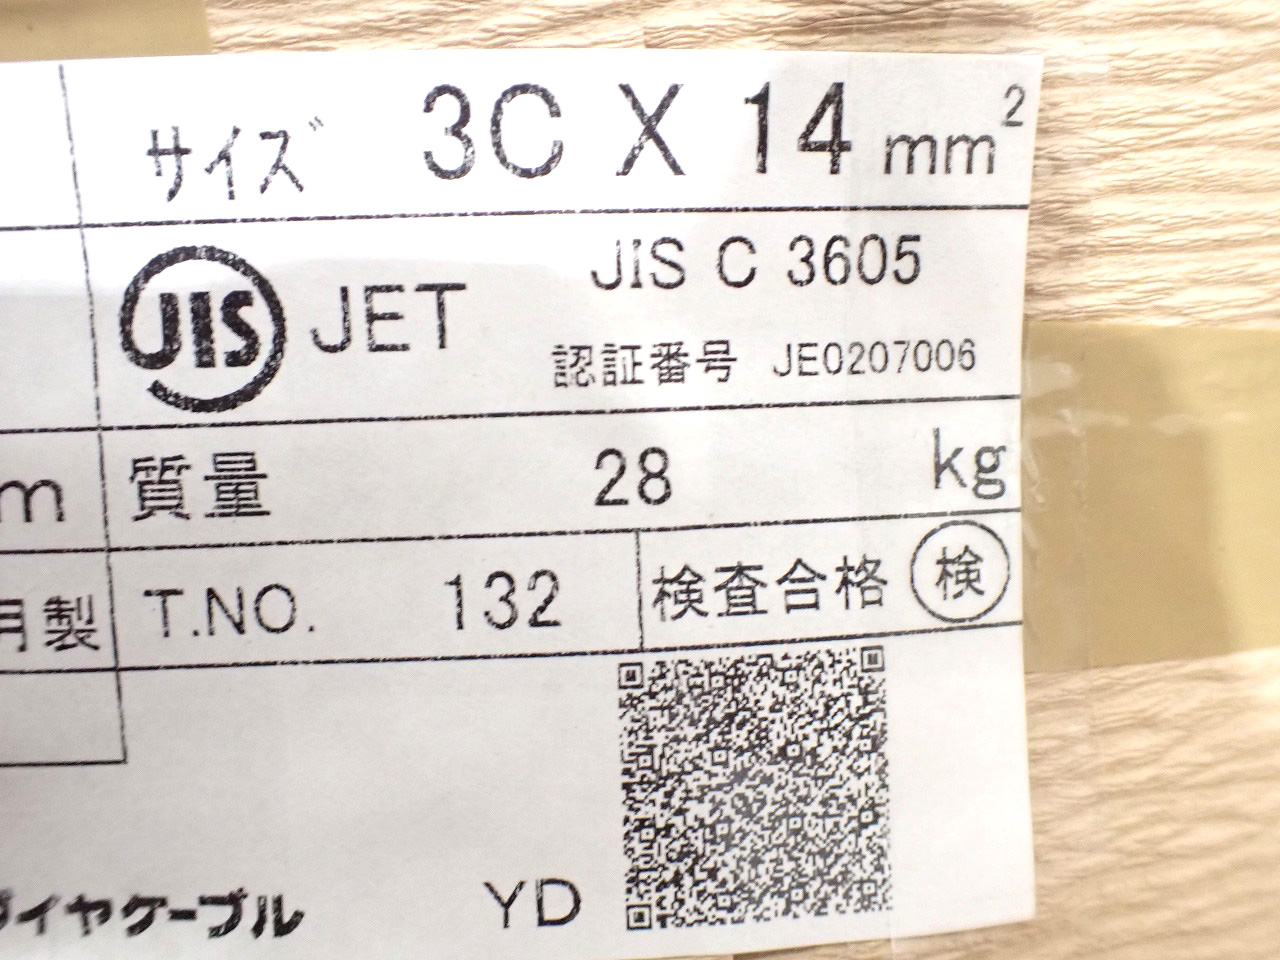 サイズ 3C X 14 mm²
JIS JET JIS C 3605
認証番号 JE0207006
m 質量 28 kg
月製 T.NO. 132 検査合格 検
ダイヤケーブル YD